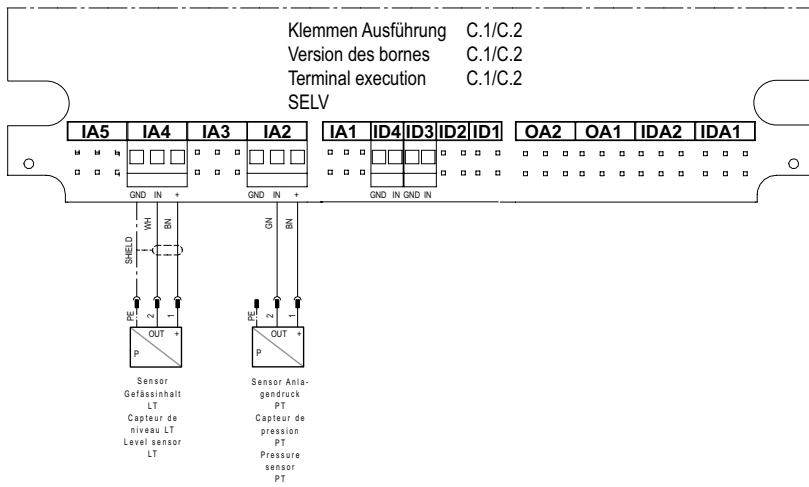 Klemmen Ausführung C.1/C.2
Version des bornes C.1/C.2
Terminal execution C.1/C.2
SELV
IA5 IA4 IA3 IA2 IA1 ID4 ID3 ID2 ID1 OA2 OA1 IDA2 IDA1
GND IN + GND IN + GND IN GND IN
SHIELD WH BN GN BN
PE 2 1 PE 2 1
OUT + OUT +
P P
Sensor
Gefässinhalt
LT
Capteur de
niveau LT
Level sensor
LT
Sensor Anla-
gendruck
PT
Capteur de
pression
PT
Pressure
sensor
PT